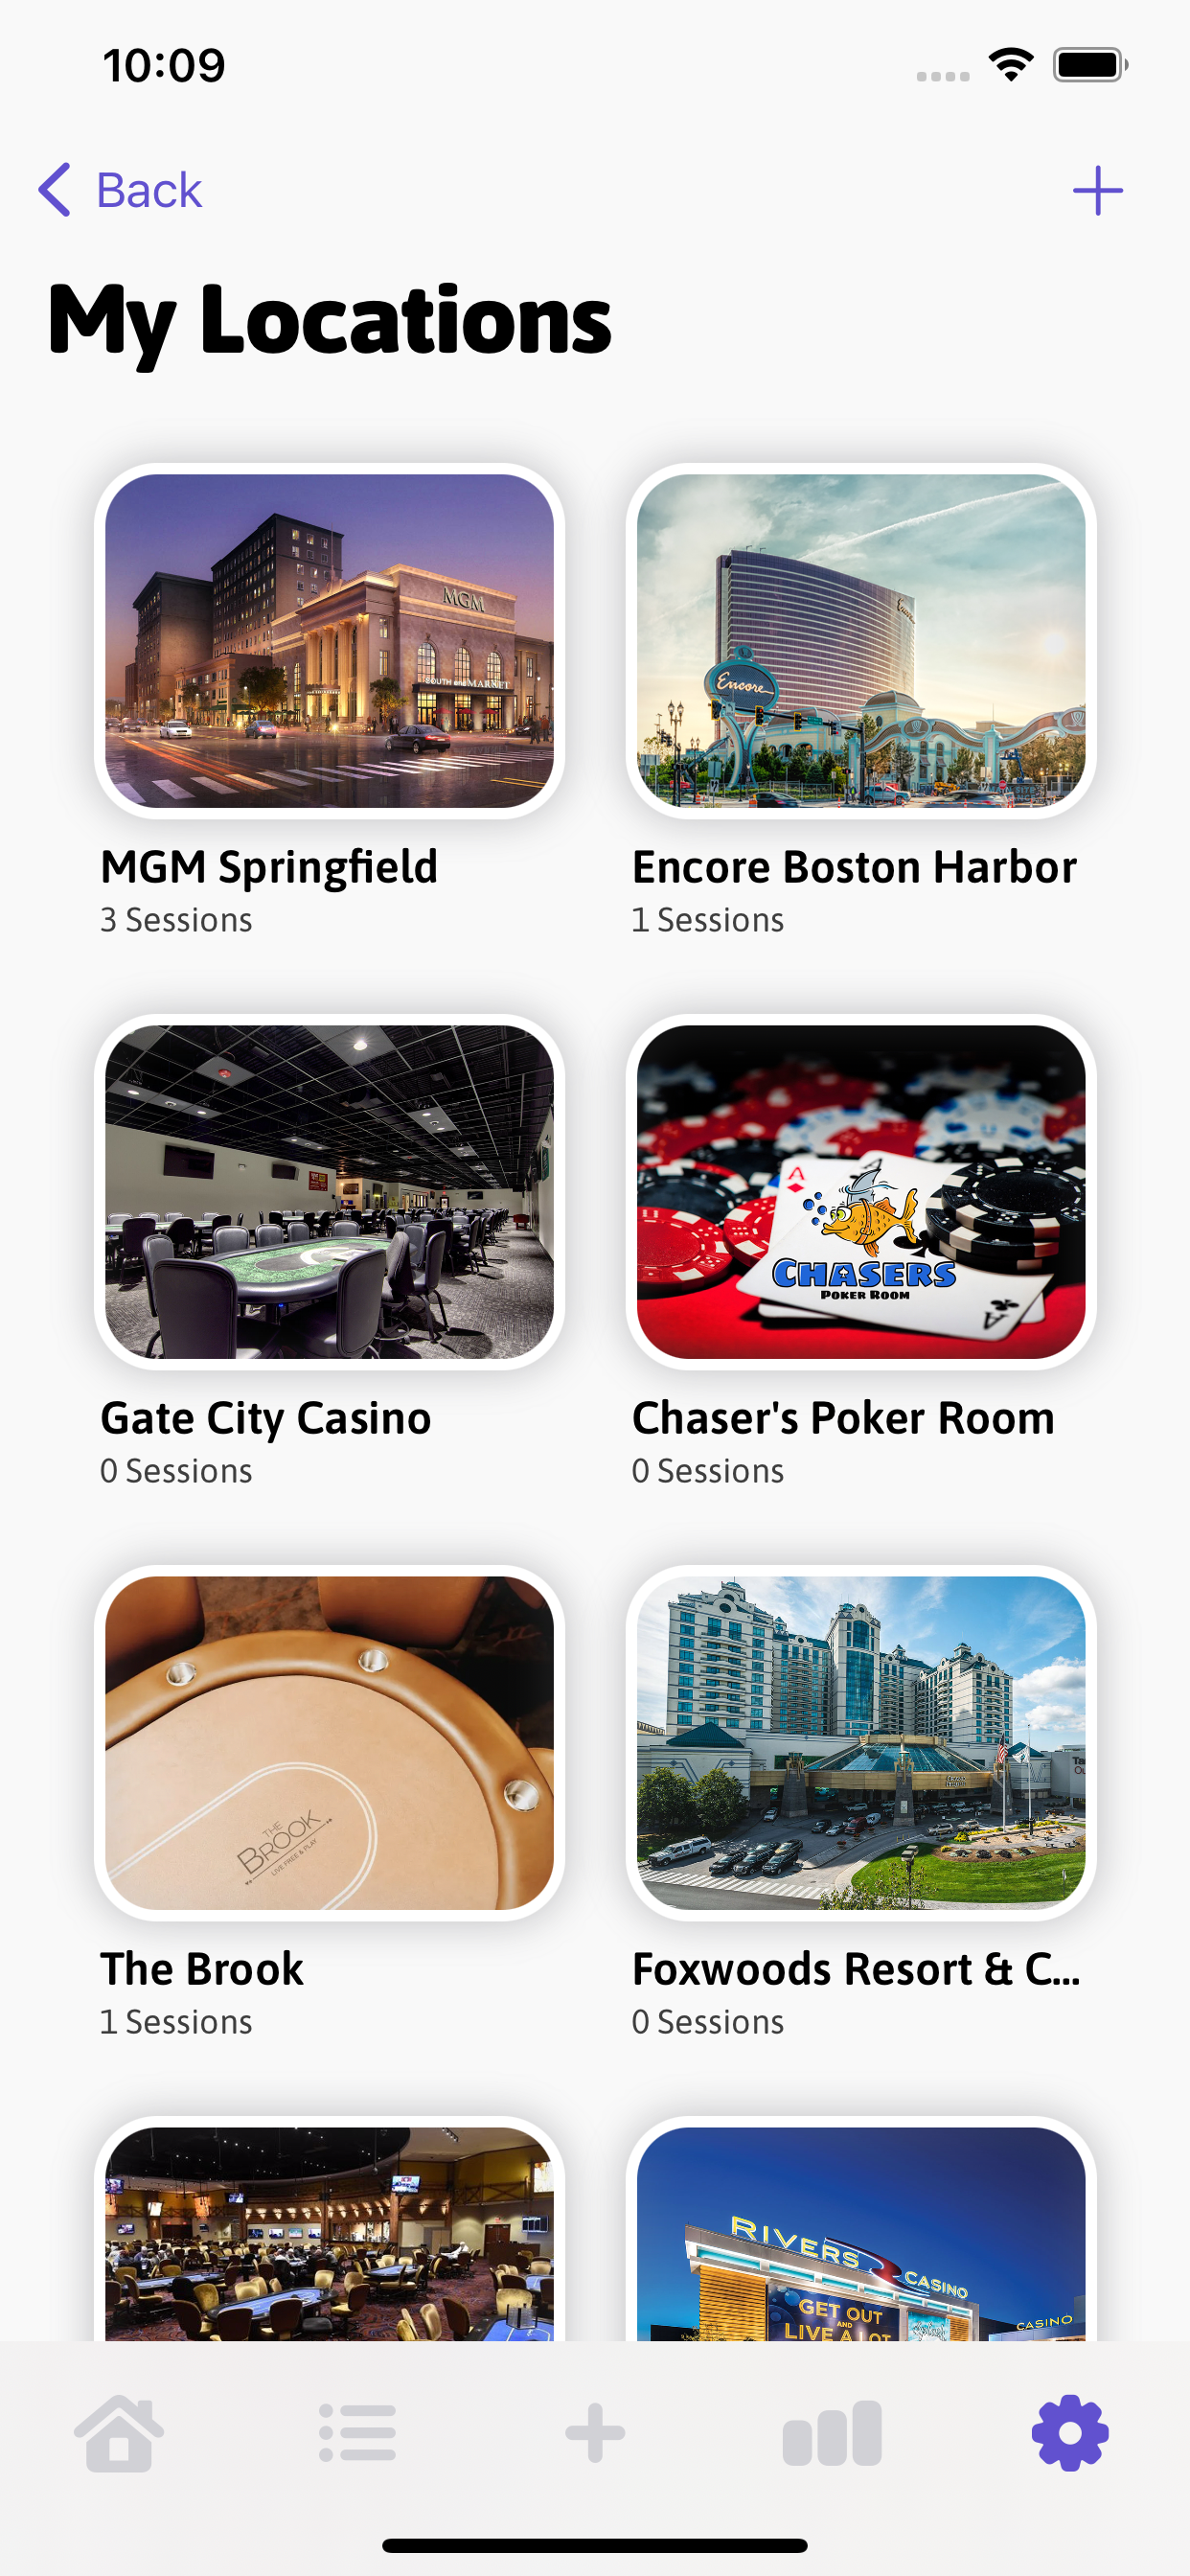 10:09
Back
My Locations
MGM
SOUTH end MARKET
Encore
Encore
MGM Springfield
3 Sessions
Encore Boston Harbor
1 Sessions
A
CHASERS
POKER ROOM
A
Gate City Casino
0 Sessions
Chaser's Poker Room
0 Sessions
THE
BROOK
LIVE FREE & PLAY
The Brook
1 Sessions
Foxwoods Resort & C...
0 Sessions
RIVERS
CASINO
GET OUT
AND
LIVE A LOT
CASINO